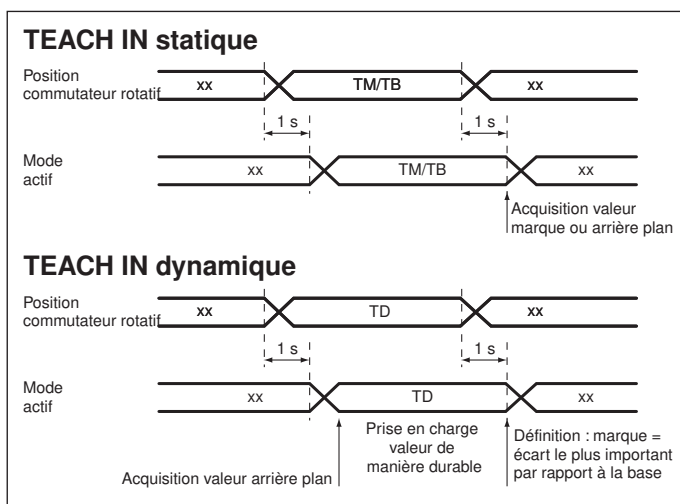 TEACH IN statique
Position
commutateur rotatif
xx
TM/TB
xx
1 s
1 s
Mode
actif
xx
TM/TB
xx
Acquisition valeur
marque ou arrière plan
TEACH IN dynamique
Position
commutateur rotatif
xx
TD
xx
1 s
1 s
Mode
actif
xx
TD
xx
Acquisition valeur arrière plan
Prise en charge
valeur de
manière durable
Définition : marque =
écart le plus important
par rapport à la base